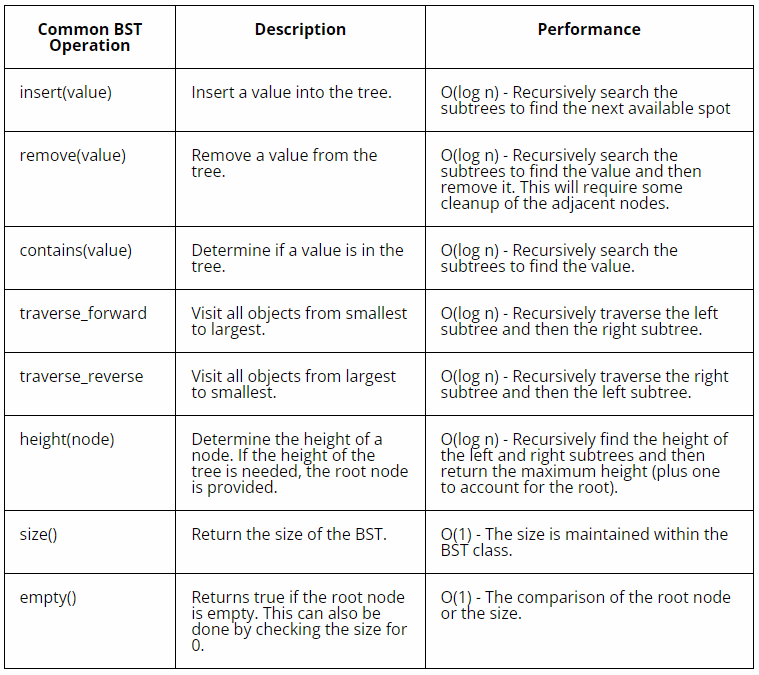 Common BST
Operation
Description
Performance
insert(value)
Insert a value into the tree.
O(log n) - Recursively search the
subtrees to find the next available spot
remove(value)
Remove a value from the
tree.
O(log n) - Recursively search the
subtrees to find the value and then
remove it. This will require some
cleanup of the adjacent nodes.
contains(value)
Determine if a value is in the
tree.
O(log n) - Recursively search the
subtrees to find the value.
traverse_forward
Visit all objects from smallest
to largest.
O(log n) - Recursively traverse the left
subtree and then the right subtree.
traverse_reverse
Visit all objects from largest
to smallest.
O(log n) - Recursively traverse the right
subtree and then the left subtree.
height(node)
Determine the height of a
node. If the height of the
tree is needed, the root node
is provided.
O(log n) - Recursively find the height of
the left and right subtrees and then
return the maximum height (plus one
to account for the root).
size()
Return the size of the BST.
O(1) - The size is maintained within the
BST class.
empty()
Returns true if the root node
is empty. This can also be
done by checking the size for
0.
O(1) - The comparison of the root node
or the size.